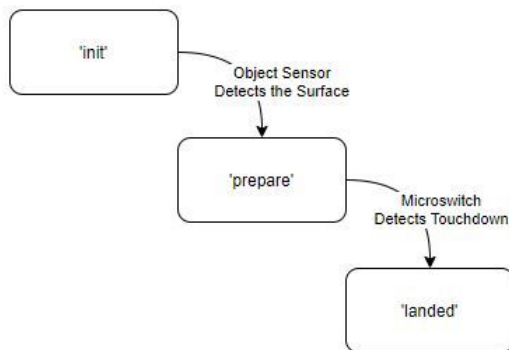 'init'
Object Sensor
Detects the Surface
'prepare'
Microswitch
Detects Touchdown
'landed'